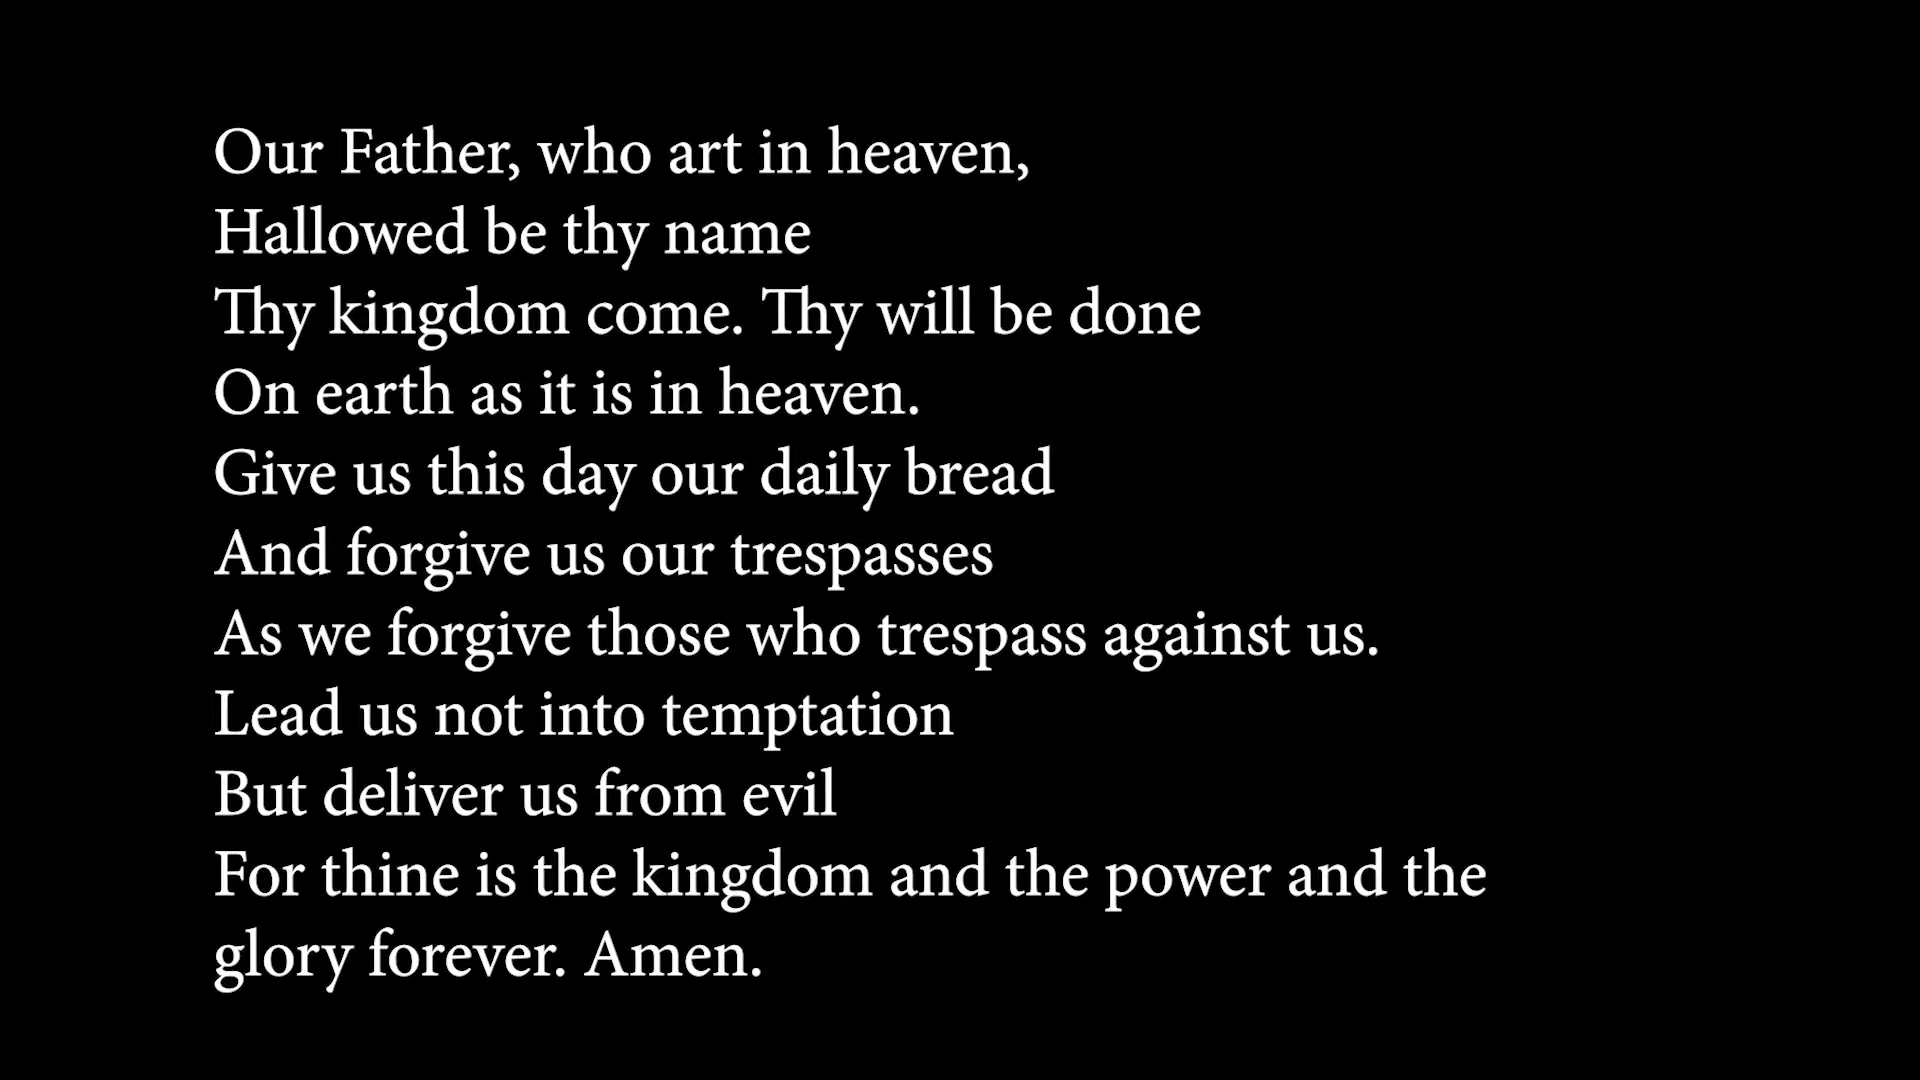 Our Father, who art in heaven,
Hallowed be thy name
Thy kingdom come. Thy will be done
On earth as it is in heaven.
Give us this day our daily bread
And forgive us our trespasses
As we forgive those who trespass against us.
Lead us not into temptation
But deliver us from evil
For thine is the kingdom and the power and the
glory forever. Amen.